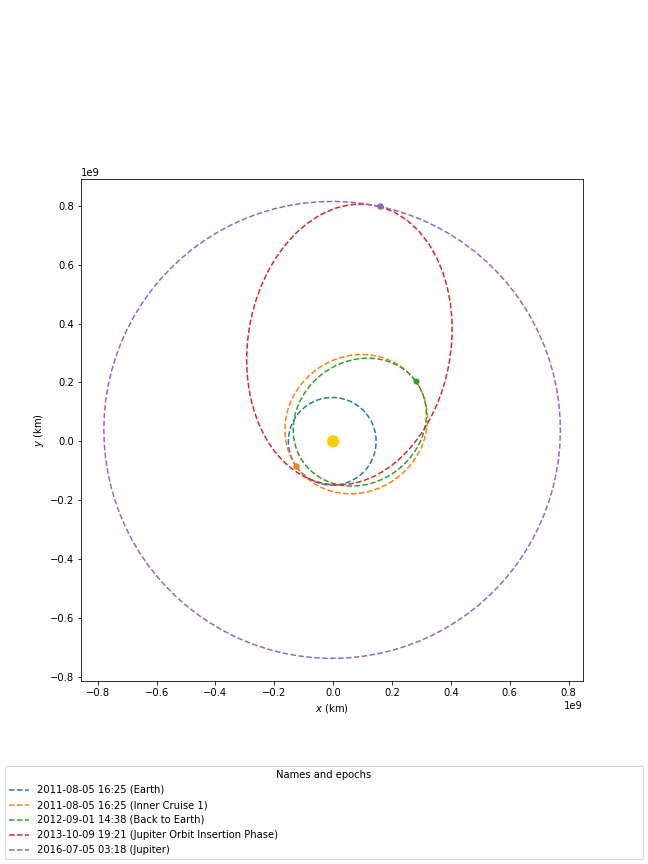 1e9
0.8
0.6
0.4
0.2
0.0
−0.2
−0.4
−0.6
−0.8
y (km)
−0.8 −0.6 −0.4 −0.2 0.0 0.2 0.4 0.6 0.8
1e9
x (km)
Names and epochs
2011-08-05 16:25 (Earth)
2011-08-05 16:25 (Inner Cruise 1)
2012-09-01 14:38 (Back to Earth)
2013-10-09 19:21 (Jupiter Orbit Insertion Phase)
2016-07-05 03:18 (Jupiter)